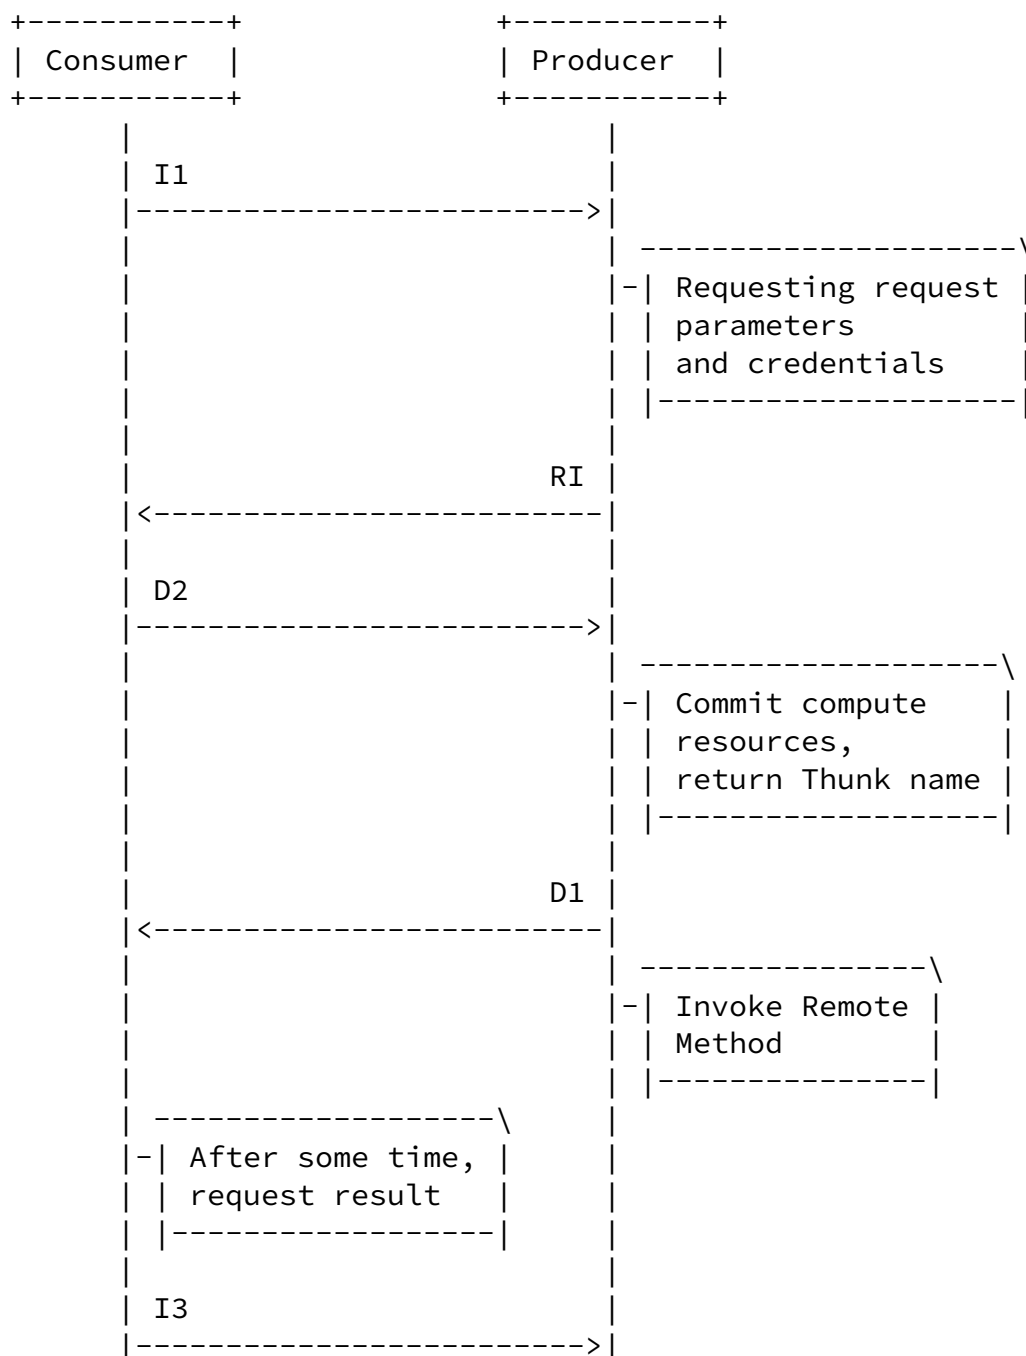 Consumer Producer
I1
Requesting request
parameters
and credentials
RI
D2
Commit compute
resources,
return Thunk name
D1
Invoke Remote
Method
After some time,
request result
I3